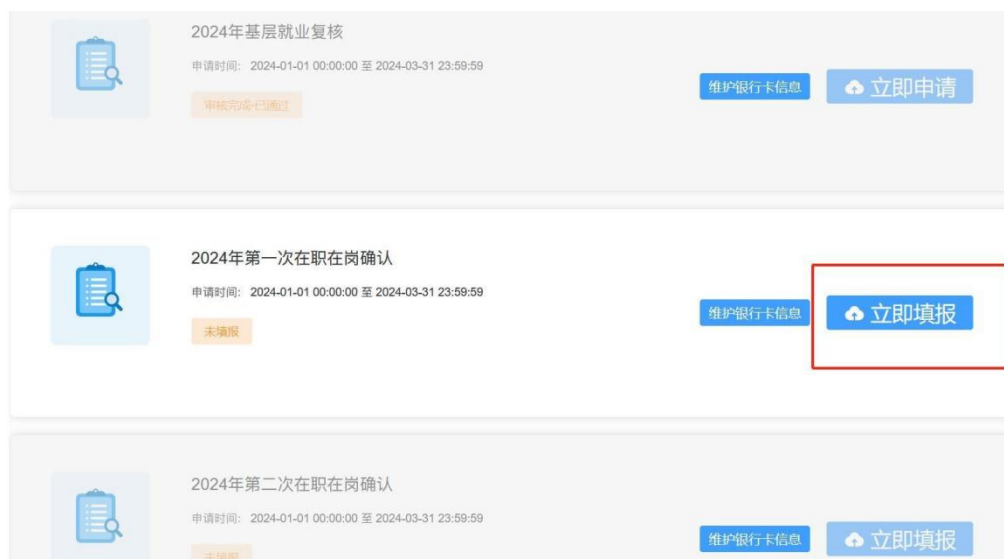 2024年基层就业复核
申请时间： 2024-01-01 00:00:00 至 2024-03-31 23:59:59
审核完成-已通过
维护银行卡信息
立即申请
2024年第一次在职在岗确认
申请时间： 2024-01-01 00:00:00 至 2024-03-31 23:59:59
未填报
维护银行卡信息
立即填报
2024年第二次在职在岗确认
申请时间： 2024-01-01 00:00:00 至 2024-03-31 23:59:59
未填报
维护银行卡信息
立即填报